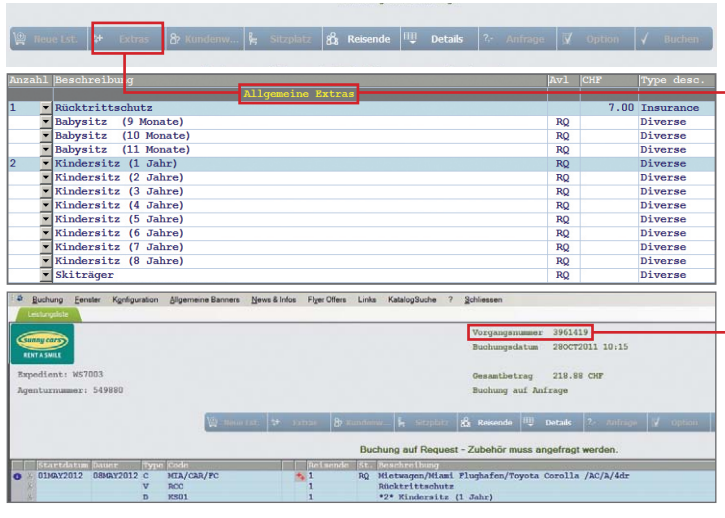 Neue Lst. Extras Kundenw... Sitzplatz Reisende Details Anfrage Option Buchen
Anzahl Beschreibung Avl CHF Type desc.
Allgemeine Extras
1 Rücktrittschutz 7.00 Insurance
Babysitz (9 Monate) RQ Diverse
Babysitz (10 Monate) RQ Diverse
Babysitz (11 Monate) RQ Diverse
2 Kindersitz (1 Jahr) RQ Diverse
Kindersitz (2 Jahre) RQ Diverse
Kindersitz (3 Jahre) RQ Diverse
Kindersitz (4 Jahre) RQ Diverse
Kindersitz (5 Jahre) RQ Diverse
Kindersitz (6 Jahre) RQ Diverse
Kindersitz (7 Jahre) RQ Diverse
Kindersitz (8 Jahre) RQ Diverse
Skiträger RQ Diverse
Buchung Fenster Konfiguration Allgemeine Banners News & Infos Flyer Offers Links KatalogSuche ? Schliessen
Leistungsliste
sunny cars
RENT A SMILE
Vorgangsnummer 3961419
Buchungsdatum 28OCT2011 10:15
Expedient: WS7003
Gesamtbetrag 218.88 CHF
Agenturnummer: 549880
Buchung auf Anfrage
Neue Lst. Extras Kundenw... Sitzplatz Reisende Details Anfrage Option
Buchung auf Request - Zubehör muss angefragt werden.
Startdatum Dauer Type Code Reisende St. Beschreibung
01MAY2012 08MAY2012 C MIA/CAR/FC 1 RQ Mietwagen/Miami Flughafen/Toyota Corolla /AC/A/4dr
V RCC 1 Rücktrittschutz
D KS01 1 *2* Kindersitz (1 Jahr)